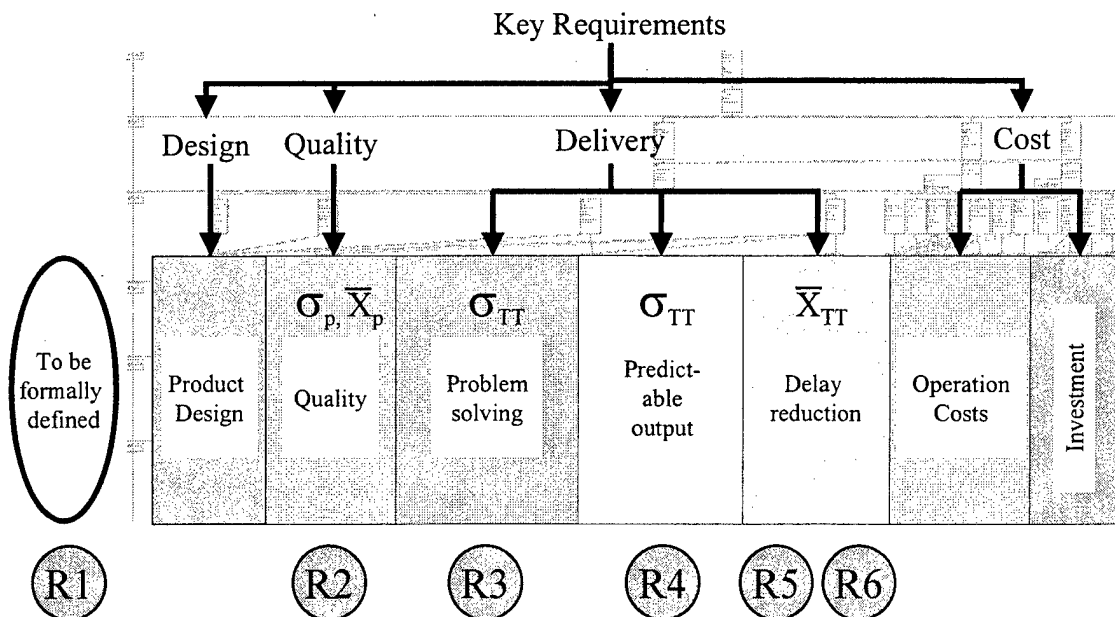 Key Requirements
Design
Quality
Delivery
Cost
σp, X̅p
σTT
σTT
X̅TT
To be
formally
defined
Product
Design
Quality
Problem
solving
Predict-
able
output
Delay
reduction
Operation
Costs
Investment
R1
R2
R3
R4
R5
R6